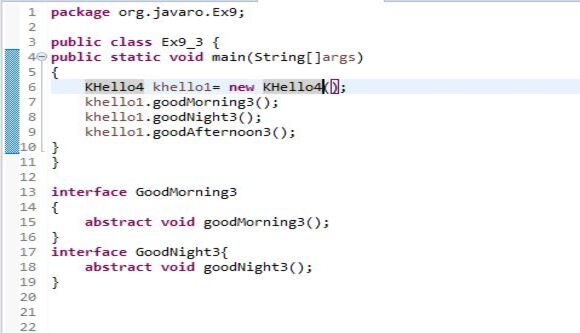 1 package org.javaro.Ex9;
2
3 public class Ex9_3 {
4 public static void main(String[]args)
5 {
6     KHello4 khello1= new KHello4();
7     khello1.goodMorning3();
8     khello1.goodNight3();
9     khello1.goodAfternoon3();
10 }
11 }
12
13 interface GoodMorning3
14 {
15     abstract void goodMorning3();
16 }
17 interface GoodNight3{
18     abstract void goodNight3();
19 }
20
21
22